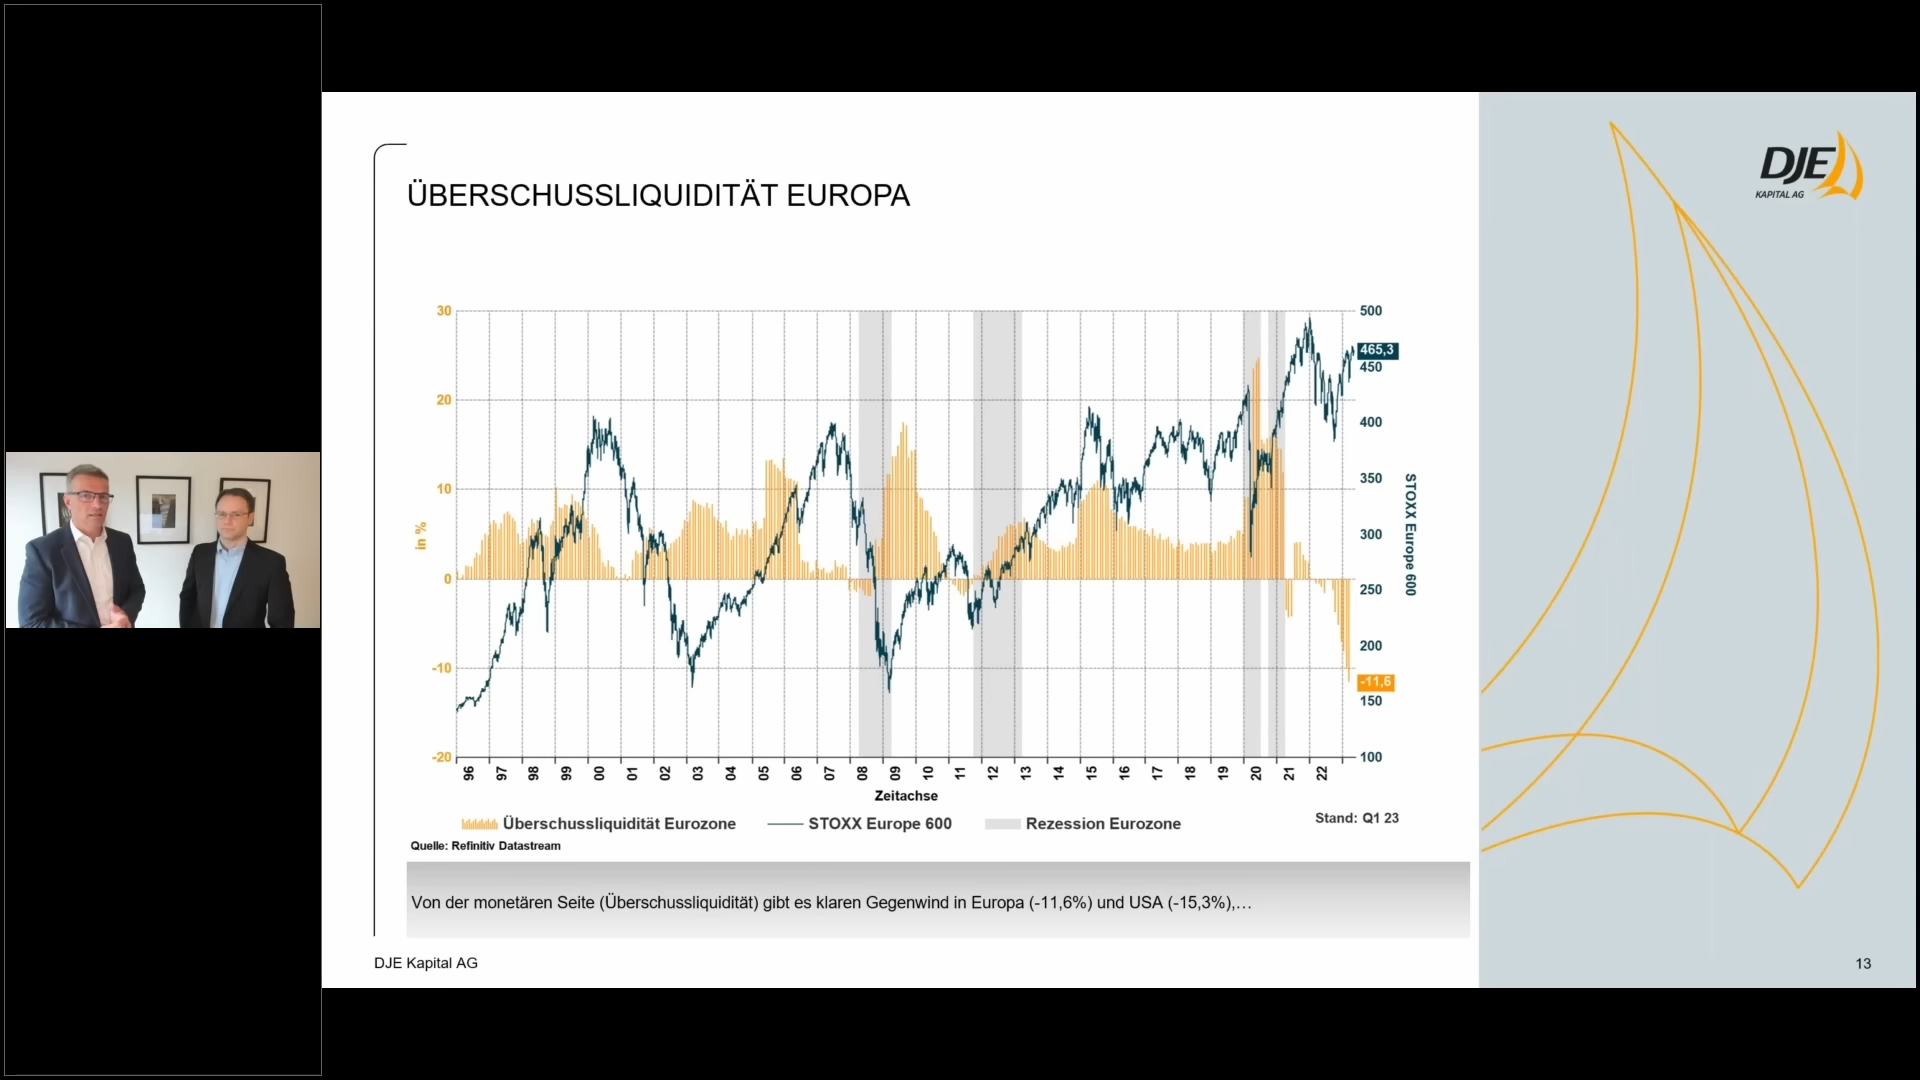 DJE
KAPITAL AG
ÜBERSCHUSSLIQUIDITÄT EUROPA
30
20
10
0
-10
-20
in %
500
465,3
450
400
350
300
250
200
-11,6
150
100
STOXX Europe 600
96 97 98 99 00 01 02 03 04 05 06 07 08 09 10 11 12 13 14 15 16 17 18 19 20 21 22
Zeitachse
Überschussliquidität Eurozone STOXX Europe 600 Rezession Eurozone
Stand: Q1 23
Quelle: Refinitiv Datastream
Von der monetären Seite (Überschussliquidität) gibt es klaren Gegenwind in Europa (-11,6%) und USA (-15,3%),…
DJE Kapital AG
13